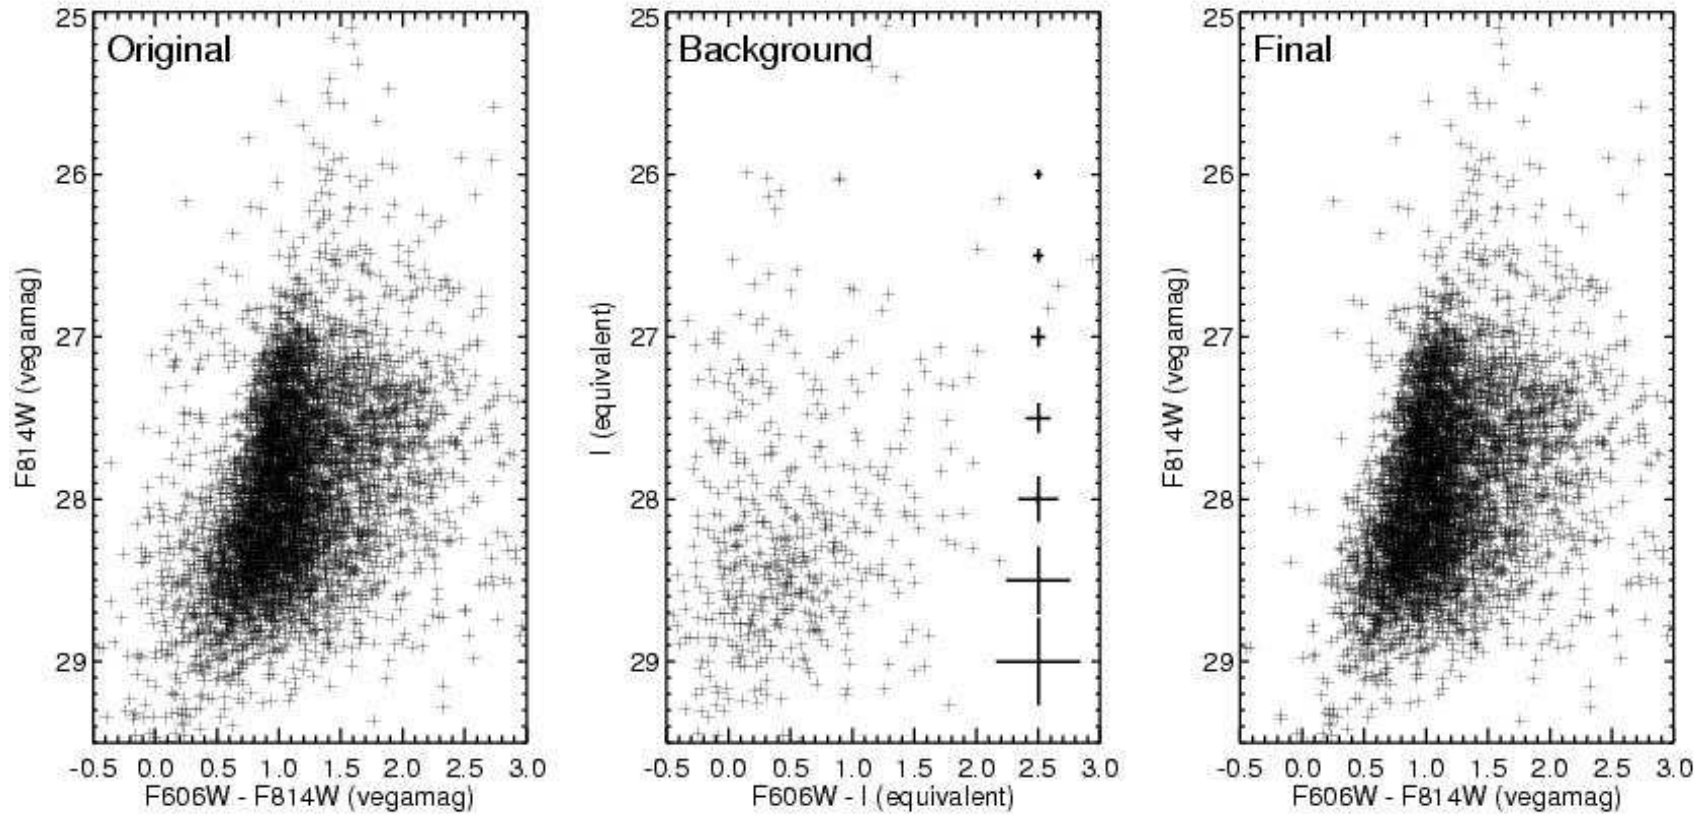 Original
25
26
27
28
29
F814W (vegamag)
-0.5 0.0 0.5 1.0 1.5 2.0 2.5 3.0
F606W - F814W (vegamag)
Background
25
26
27
28
29
I (equivalent)
-0.5 0.0 0.5 1.0 1.5 2.0 2.5 3.0
F606W - I (equivalent)
Final
25
26
27
28
29
F814W (vegamag)
-0.5 0.0 0.5 1.0 1.5 2.0 2.5 3.0
F606W - F814W (vegamag)